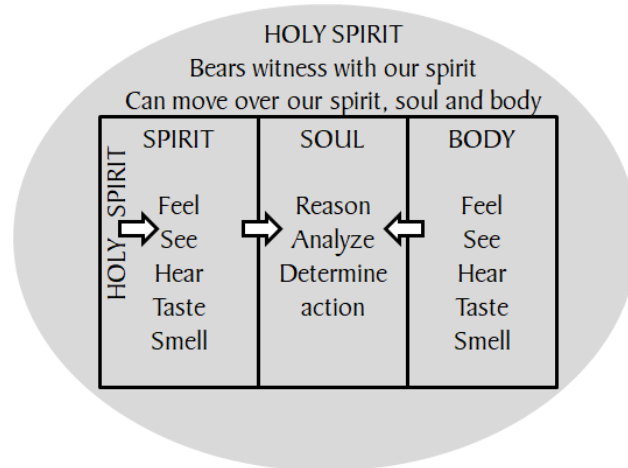 HOLY SPIRIT
Bears witness with our spirit
Can move over our spirit, soul and body
HOLY SPIRIT
SPIRIT
Feel
See
Hear
Taste
Smell
SOUL
Reason
Analyze
Determine
action
BODY
Feel
See
Hear
Taste
Smell